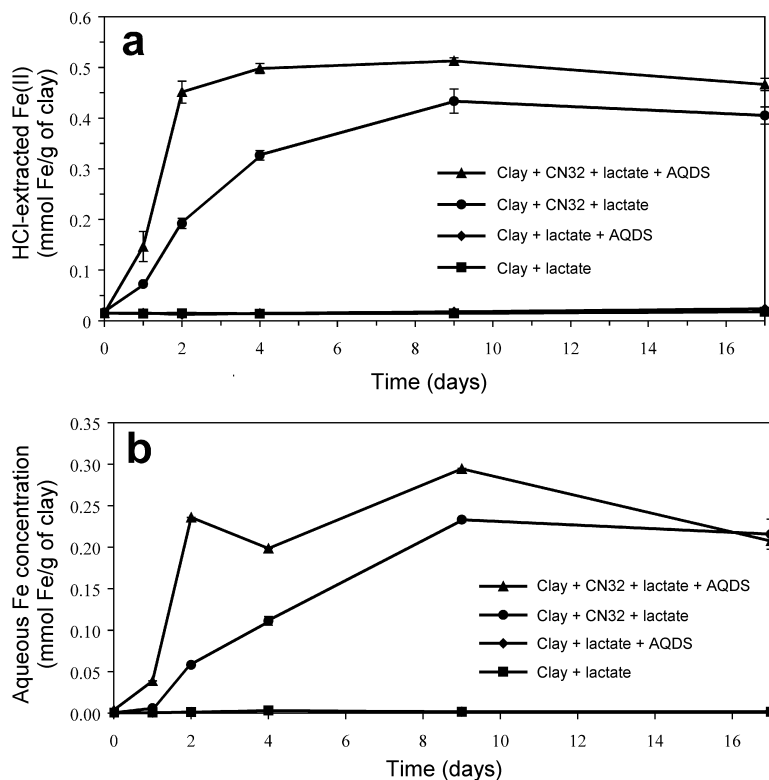 a
HCl-extracted Fe(II)
(mmol Fe/g of clay)
0.6
0.5
0.4
0.3
0.2
0.1
0
Clay + CN32 + lactate + AQDS
Clay + CN32 + lactate
Clay + lactate + AQDS
Clay + lactate
0 2 4 6 8 10 12 14 16
Time (days)
b
Aqueous Fe concentration
(mmol Fe/g of clay)
0.35
0.30
0.25
0.20
0.15
0.10
0.05
0.00
Clay + CN32 + lactate + AQDS
Clay + CN32 + lactate
Clay + lactate + AQDS
Clay + lactate
0 2 4 6 8 10 12 14 16
Time (days)